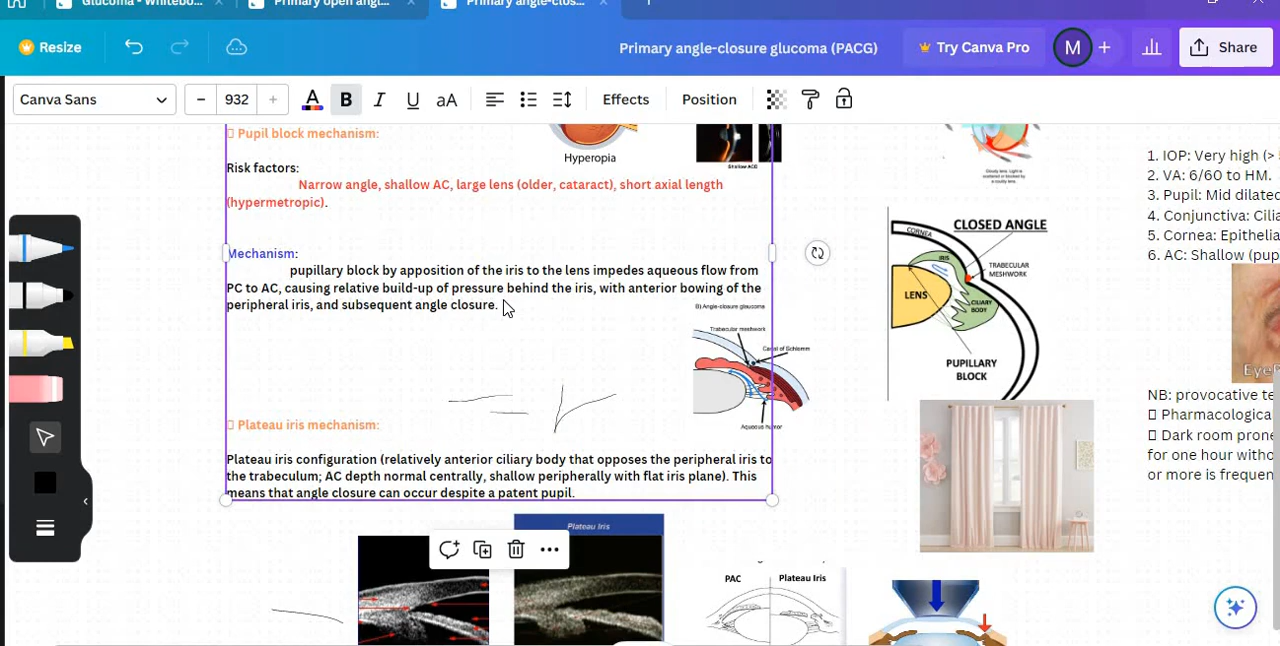 Glucoma - Whitebo...
Primary open angl...
Primary angle-clos...
Resize
Primary angle-closure glucoma (PACG)
Try Canva Pro
M
Share
Canva Sans
932
A
B
I
U
aA
Effects
Position
Pupil block mechanism:
Hyperopia
Risk factors:
Narrow angle, shallow AC, large lens (older, cataract), short axial length
(hypermetropic).
Mechanism:
pupillary block by apposition of the iris to the lens impedes aqueous flow from
PC to AC, causing relative build-up of pressure behind the iris, with anterior bowing of the
peripheral iris, and subsequent angle closure.
B) Angle-closure glaucoma
Trabecular meshwork
Canal of Schlemm
Aqueous humor
Plateau iris mechanism:
Plateau iris configuration (relatively anterior ciliary body that opposes the peripheral iris to
the trabeculum; AC depth normal centrally, shallow peripherally with flat iris plane). This
means that angle closure can occur despite a patent pupil.
Plateau Iris
PAC
Plateau Iris
CLOSED ANGLE
CORNEA
IRIS
TRABECULAR
MESHWORK
LENS
CILIARY
BODY
PUPILLARY
BLOCK
1. IOP: Very high (>
2. VA: 6/60 to HM.
3. Pupil: Mid dilated
4. Conjunctiva: Cilia
5. Cornea: Epithelia
6. AC: Shallow (pup
NB: provocative te
Pharmacologica
Dark room prone
for one hour witho
or more is frequen